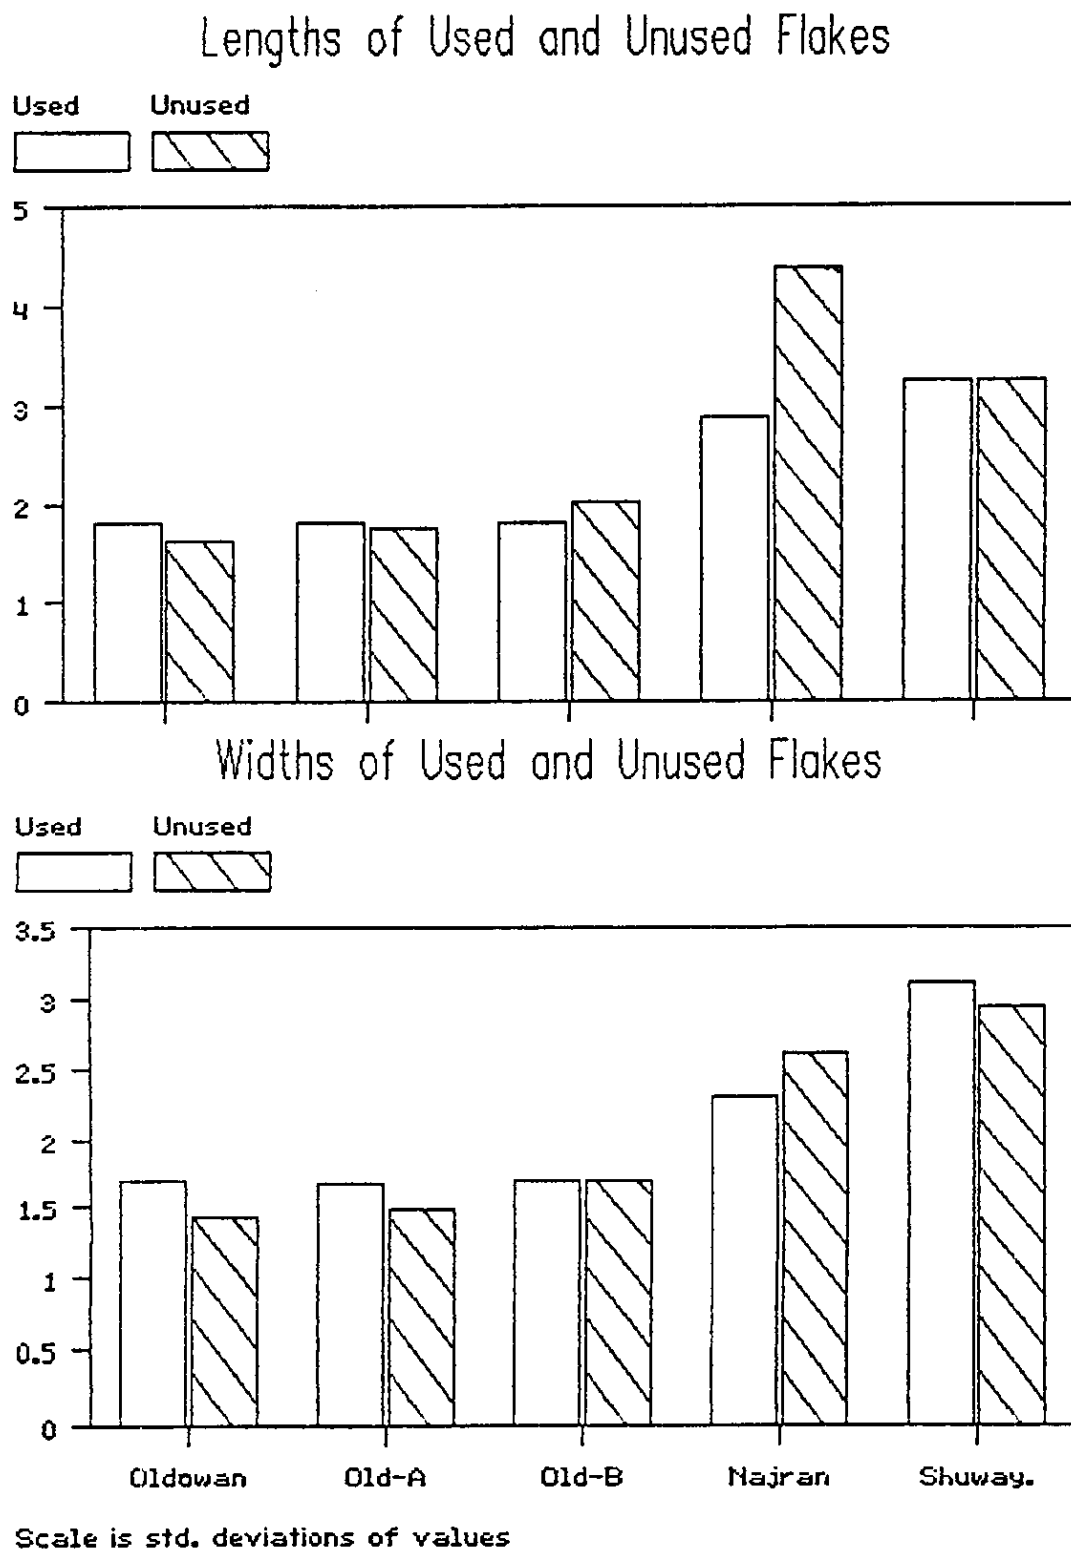 Lengths of Used and Unused Flakes
Used Unused
5
4
3
2
1
0
Widths of Used and Unused Flakes
Used Unused
3.5
3
2.5
2
1.5
1
0.5
0
Oldowan Old-A Old-B Najran Shuway.
Scale is std. deviations of values